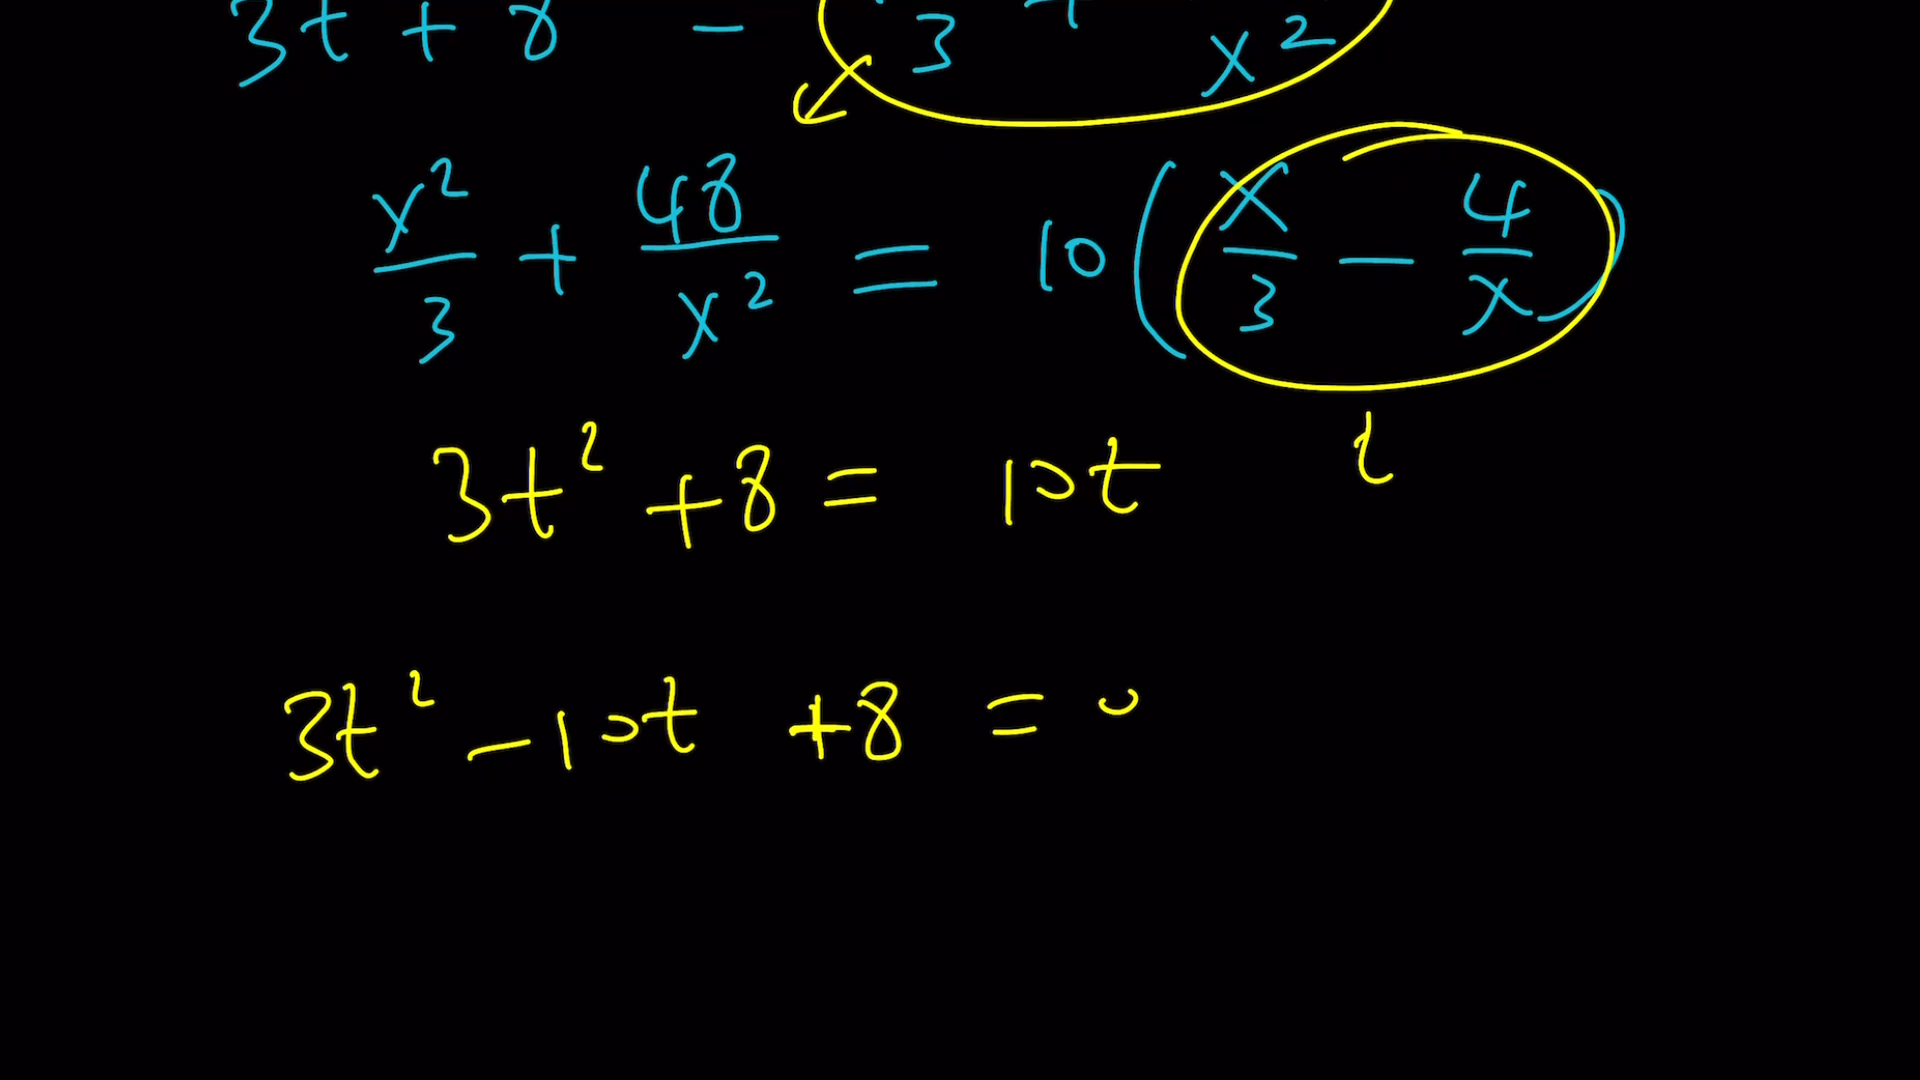 3t + 8 - 3 + x²
x²/3 + 48/x² = 10(x/3 - 4/x)
3t² + 8 = 10t
t
3t² - 10t + 8 = 0